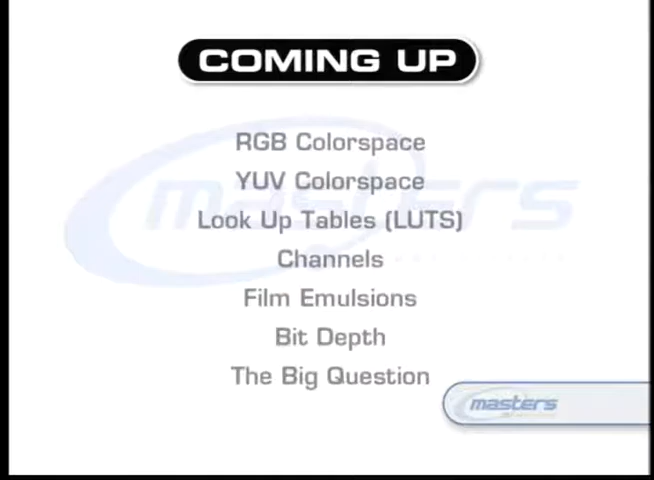 COMING UP
RGB Colorspace
YUV Colorspace
Look Up Tables (LUTS)
Channels
Film Emulsions
Bit Depth
The Big Question
masters
masters